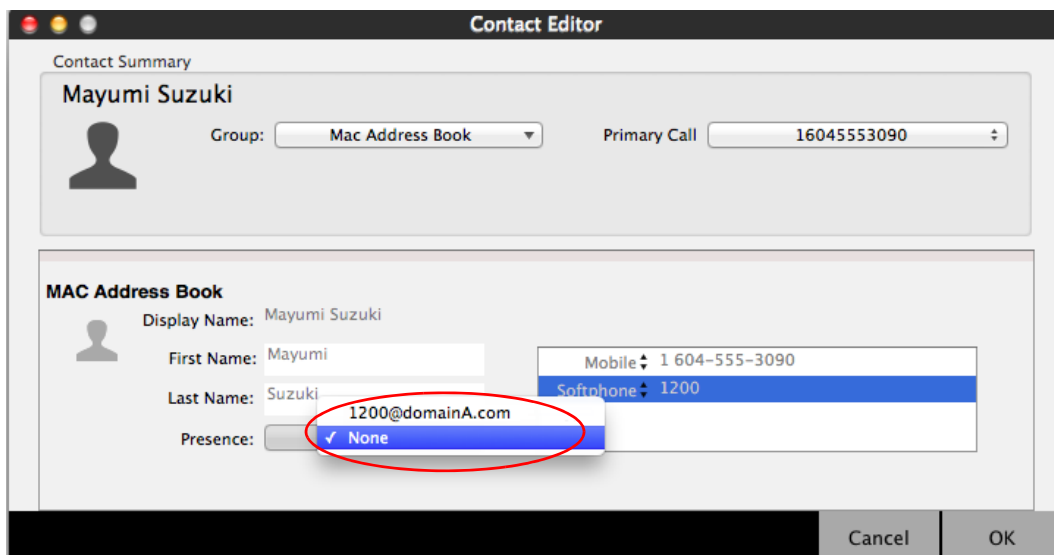 Contact Editor
Contact Summary
Mayumi Suzuki
Group: Mac Address Book Primary Call 16045553090
MAC Address Book
Display Name: Mayumi Suzuki
First Name: Mayumi
Mobile 1 604-555-3090
Last Name: Suzuki
Softphone 1200
1200@domainA.com
Presence: ✓ None
Cancel OK